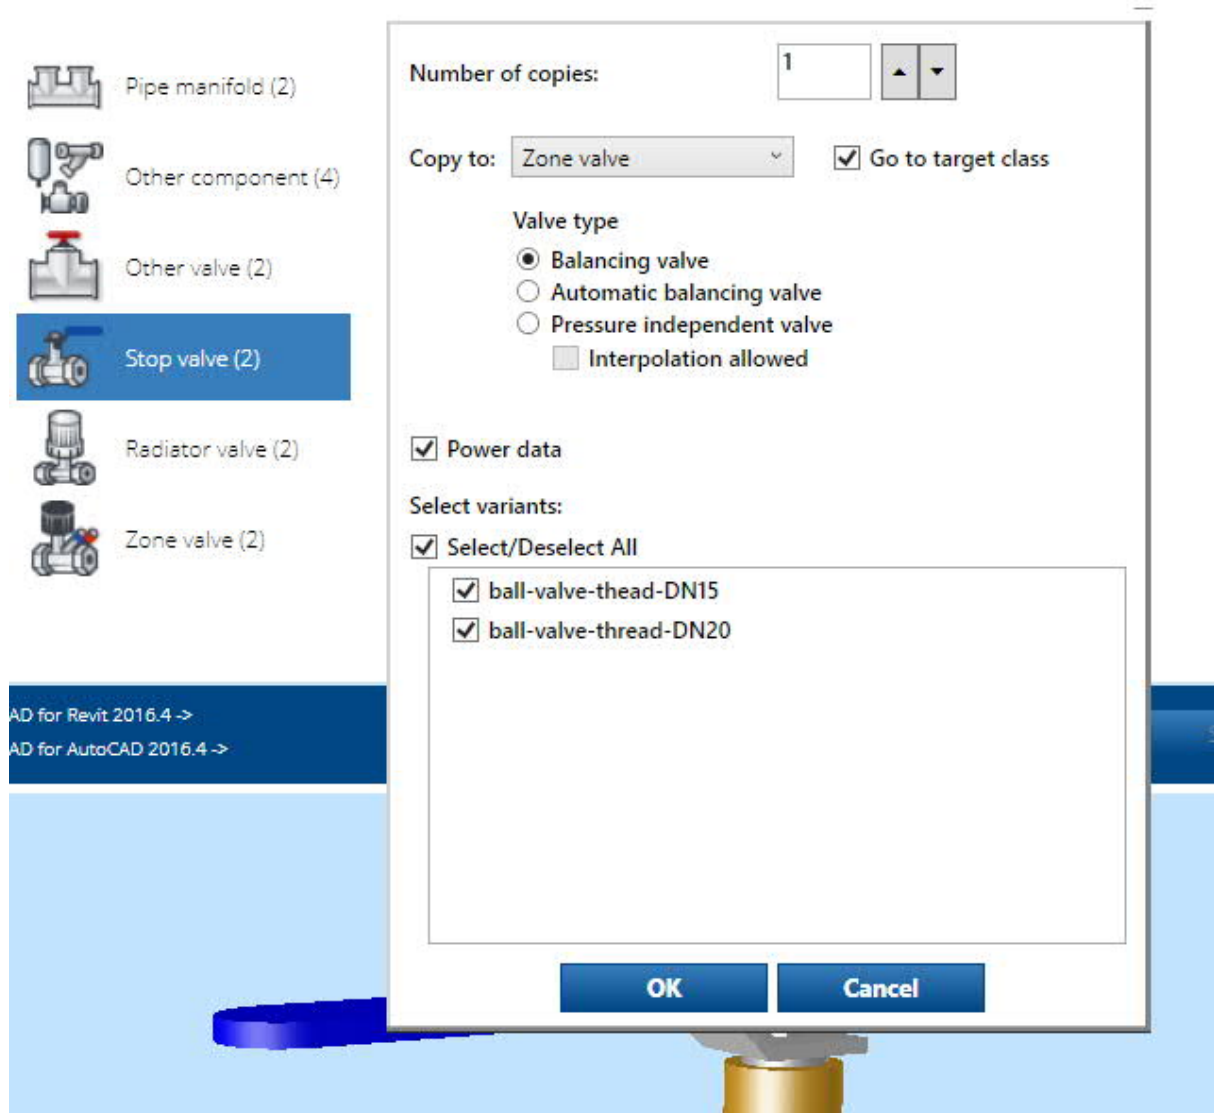 Pipe manifold (2)
Other component (4)
Other valve (2)
Stop valve (2)
Radiator valve (2)
Zone valve (2)
AD for Revit 2016.4 ->
AD for AutoCAD 2016.4 ->
Number of copies:
1
Copy to:
Zone valve
Go to target class
Valve type
Balancing valve
Automatic balancing valve
Pressure independent valve
Interpolation allowed
Power data
Select variants:
Select/Deselect All
ball-valve-thead-DN15
ball-valve-thread-DN20
OK
Cancel